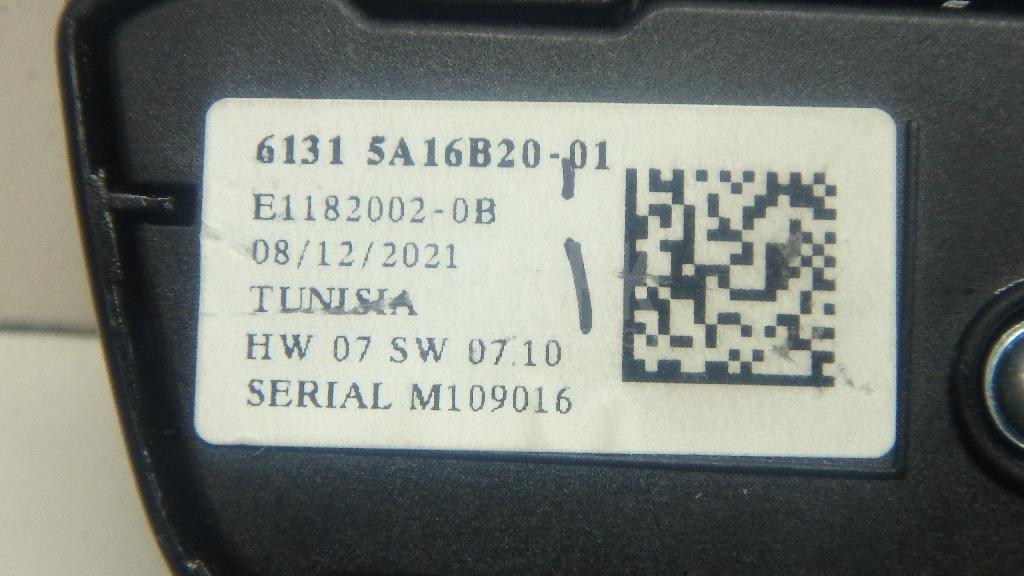 6131 5A16B20-01
E1182002-0B
08/12/2021
TUNISIA
HW 07 SW 07.10
SERIAL M109016